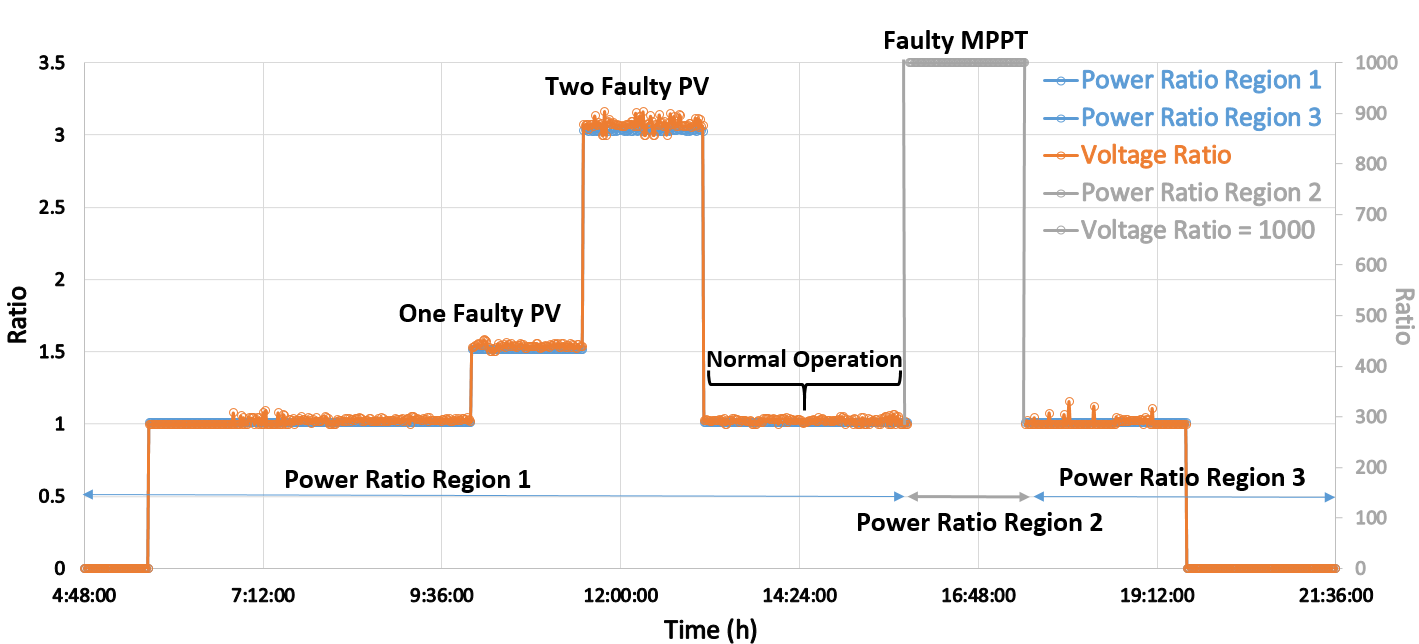 Faulty MPPT
3.5
1000
Power Ratio Region 1
Two Faulty PV
900
Power Ratio Region 3
3
800
Voltage Ratio
2.5
700
Power Ratio Region 2
Voltage Ratio = 1000
600
2
One Faulty PV
500
Ratio
Ratio
1.5
400
Normal Operation
300
1
200
Power Ratio Region 1
Power Ratio Region 3
0.5
100
Power Ratio Region 2
0
0
4:48:00 7:12:00 9:36:00 12:00:00 14:24:00 16:48:00 19:12:00 21:36:00
Time (h)